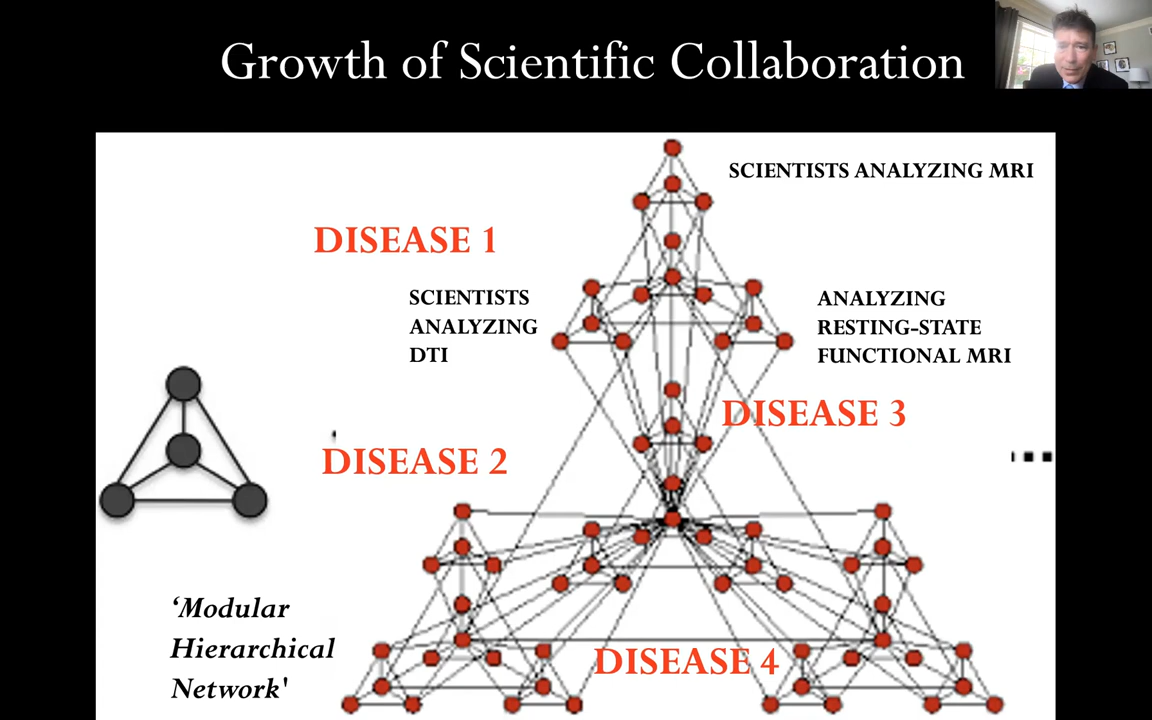 Growth of Scientific Collaboration
SCIENTISTS ANALYZING MRI
DISEASE 1
SCIENTISTS
ANALYZING
DTI
ANALYZING
RESTING-STATE
FUNCTIONAL MRI
DISEASE 3
DISEASE 2
‘Modular
Hierarchical
Network'
DISEASE 4